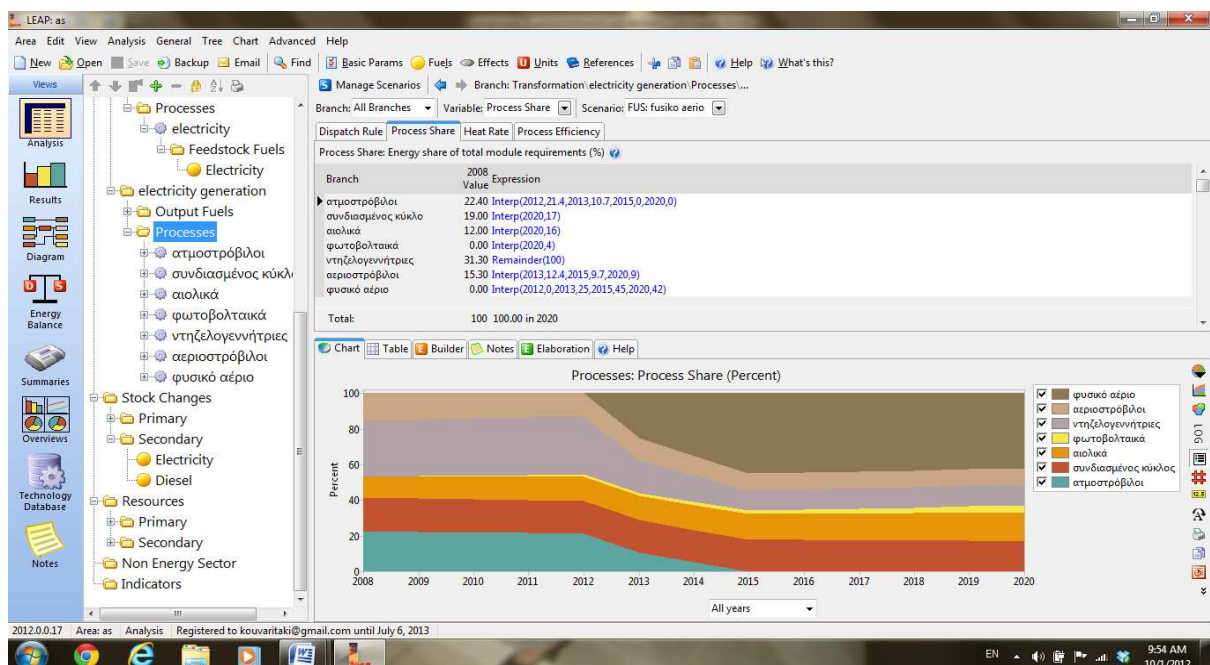 LEAP: as
Area Edit View Analysis General Tree Chart Advanced Help
New Open Save Backup Email Find Basic Params Fuels Effects Units References Help What's this?
Views
Manage Scenarios Branch: Transformation\electricity generation\Processes\...
Branch: All Branches Variable: Process Share Scenario: FUS: fusiko aerio
Dispatch Rule Process Share Heat Rate Process Efficiency
Process Share: Energy share of total module requirements (%)
Branch 2008 Value Expression
ατμοστρόβιλοι 22.40 Interp(2012,21.4,2013,10.7,2015,0,2020,0)
συνδιασμένος κύκλο 19.00 Interp(2020,17)
αιολικά 12.00 Interp(2020,16)
φωτοβολταικά 0.00 Interp(2020,4)
ντηζελογεννήτριες 31.30 Remainder(100)
αεριοστρόβιλοι 15.30 Interp(2013,12.4,2015,9.7,2020,9)
φυσικό αέριο 0.00 Interp(2012,0,2013,25,2015,45,2020,42)
Total: 100 100.00 in 2020
Analysis
Results
Diagram
Energy Balance
Summaries
Overviews
Technology Database
Notes
Processes
electricity
Feedstock Fuels
Electricity
electricity generation
Output Fuels
Processes
ατμοστρόβιλοι
συνδιασμένος κύκλ
αιολικά
φωτοβολταικά
ντηζελογεννήτριες
αεριοστρόβιλοι
φυσικό αέριο
Stock Changes
Primary
Secondary
Electricity
Diesel
Resources
Primary
Secondary
Non Energy Sector
Indicators
Chart Table Builder Notes Elaboration Help
Processes: Process Share (Percent)
Percent
100
80
60
40
20
0
2008 2009 2010 2011 2012 2013 2014 2015 2016 2017 2018 2019 2020
φυσικό αέριο
αεριοστρόβιλοι
ντηζελογεννήτριες
φωτοβολταικά
αιολικά
συνδιασμένος κύκλος
ατμοστρόβιλοι
LOG
12.5
All years
2012.0.0.17 Area: as Analysis Registered to kouvaritaki@gmail.com until July 6, 2013
EN 9:54 AM
10/1/2012